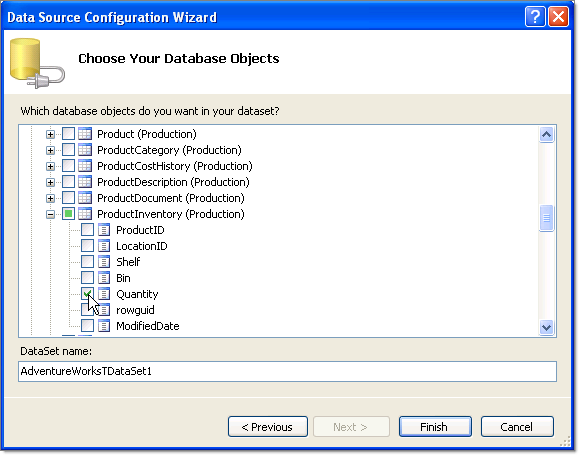 Data Source Configuration Wizard
Choose Your Database Objects
Which database objects do you want in your dataset?
Product (Production)
ProductCategory (Production)
ProductCostHistory (Production)
ProductDescription (Production)
ProductDocument (Production)
ProductInventory (Production)
ProductID
LocationID
Shelf
Bin
Quantity
rowguid
ModifiedDate
DataSet name:
AdventureWorksTDataSet1
< Previous Next > Finish Cancel